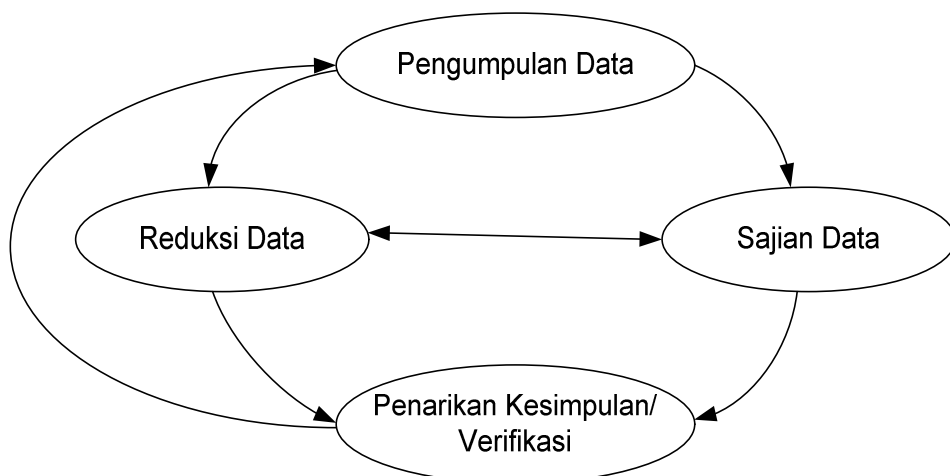 Pengumpulan Data
Reduksi Data
Sajian Data
Penarikan Kesimpulan/
Verifikasi